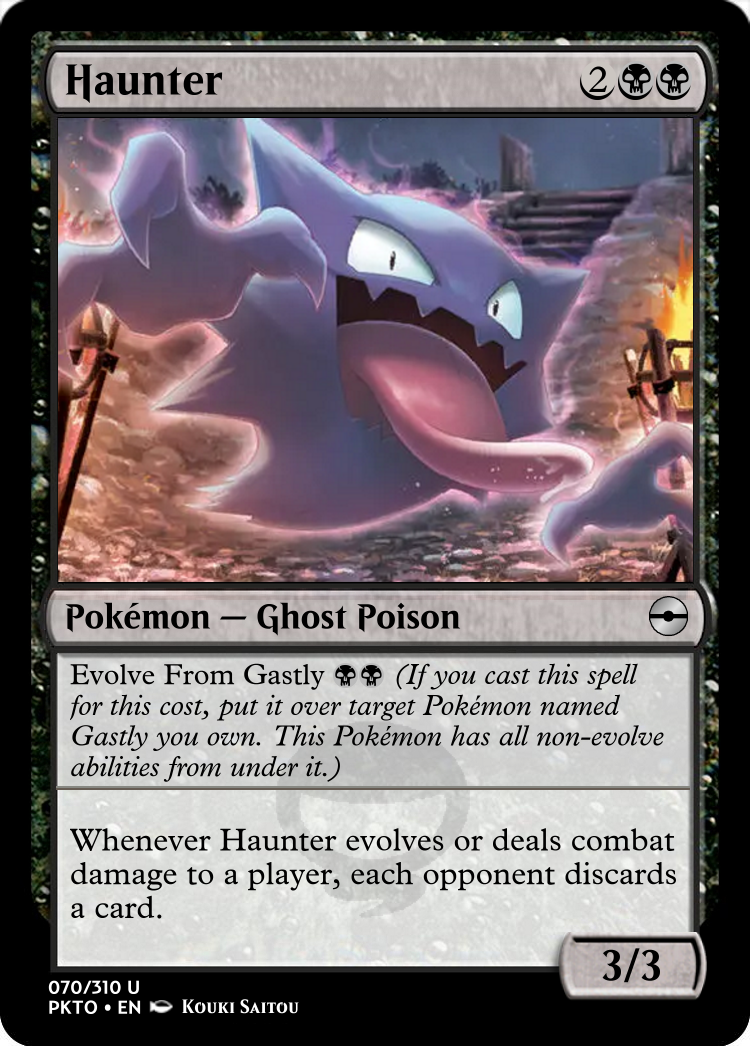 Haunter 2
Pokémon — Ghost Poison
Evolve From Gastly (If you cast this spell
for this cost, put it over target Pokémon named
Gastly you own. This Pokémon has all non-evolve
abilities from under it.)
Whenever Haunter evolves or deals combat
damage to a player, each opponent discards
a card.
3/3
070/310 U
PKTO • EN Kouki Saitou